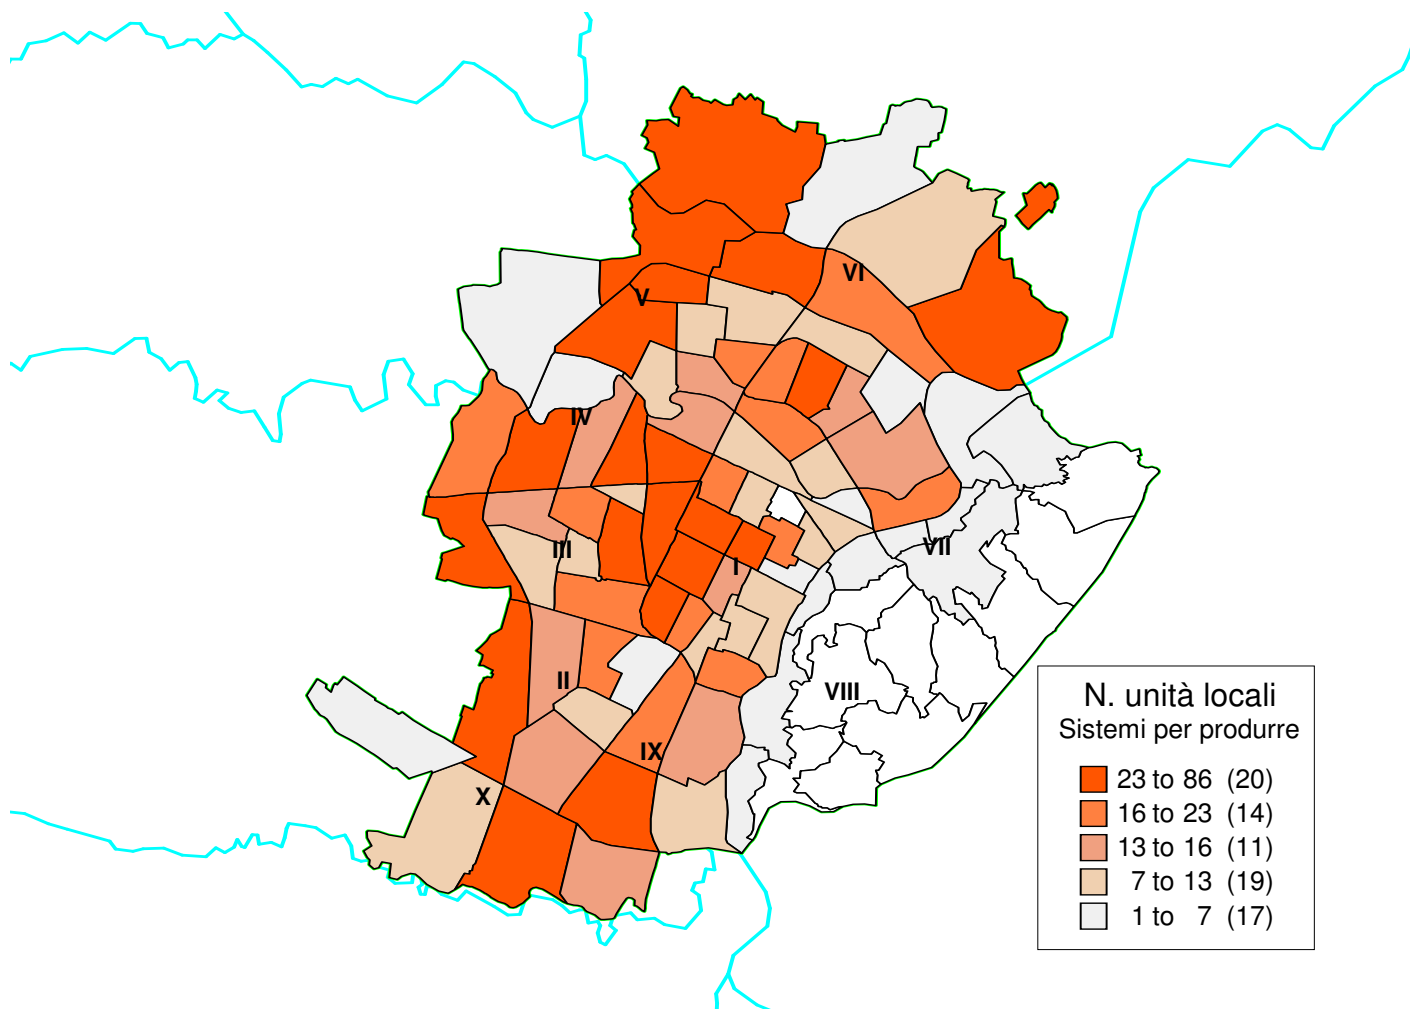 VI
V
IV
III
VII
I
II
VIII
IX
X
N. unità locali
Sistemi per produrre
23 to 86 (20)
16 to 23 (14)
13 to 16 (11)
7 to 13 (19)
1 to 7 (17)